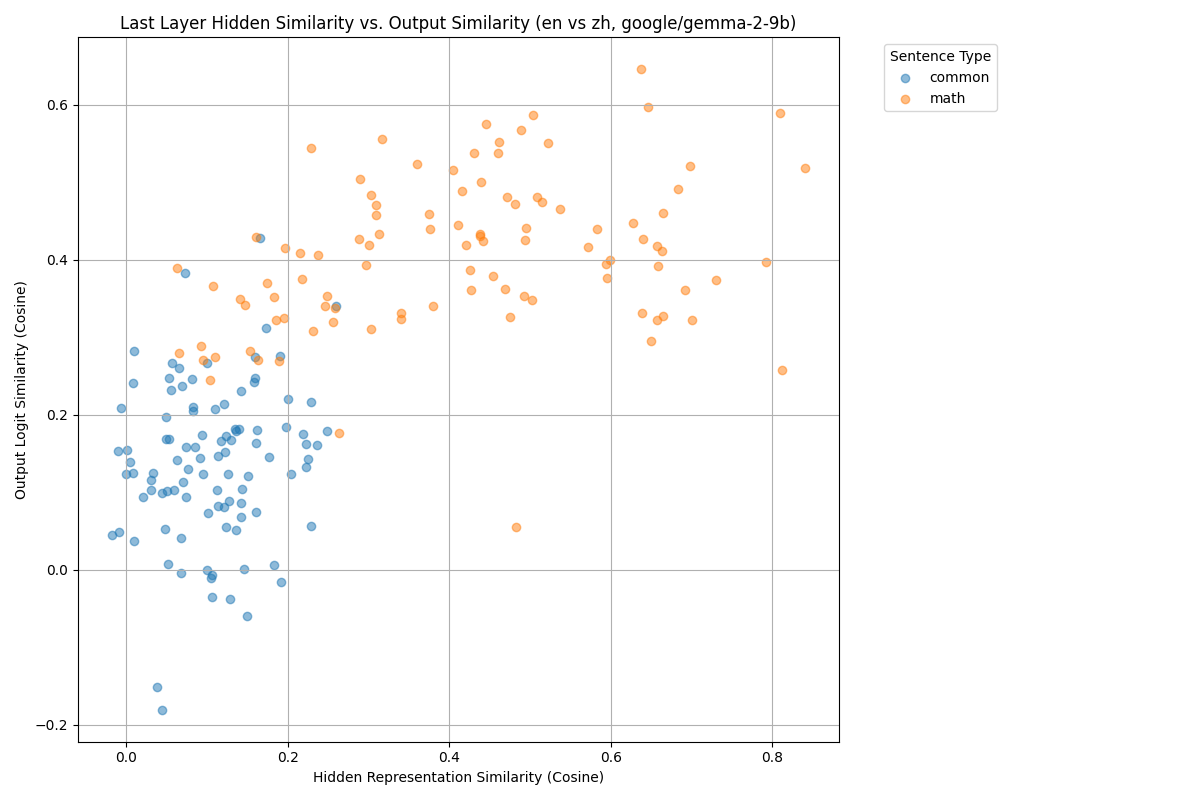 Last Layer Hidden Similarity vs. Output Similarity (en vs zh, google/gemma-2-9b)
Sentence Type
common
math
Output Logit Similarity (Cosine)
0.6
0.4
0.2
0.0
−0.2
0.0 0.2 0.4 0.6 0.8
Hidden Representation Similarity (Cosine)